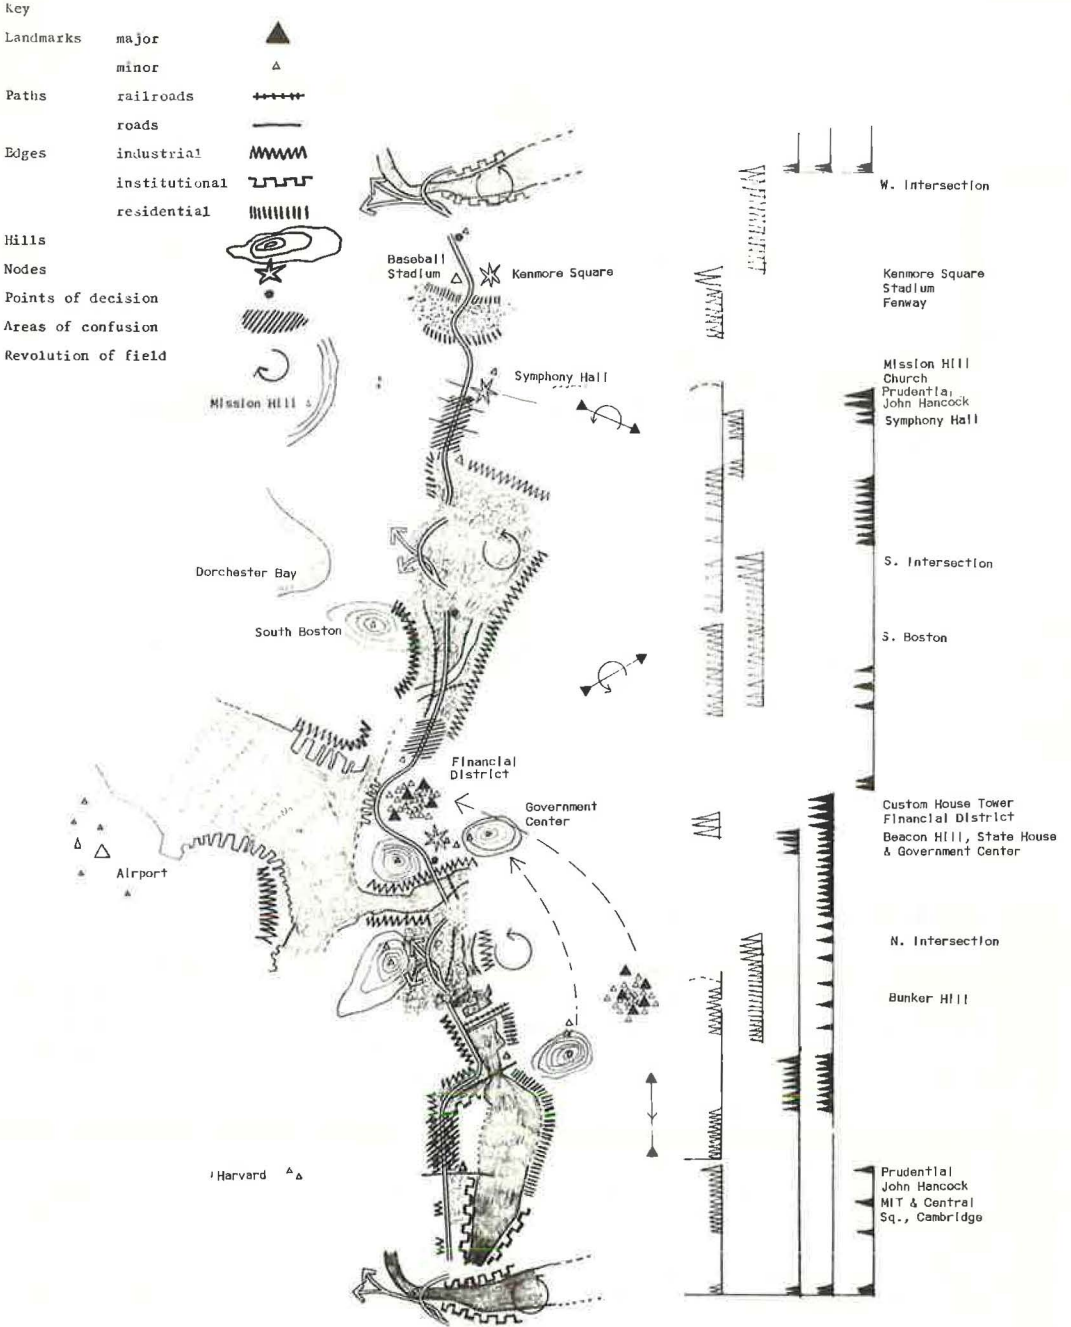 Key
Landmarks major
minor
Paths railroads
roads
Edges industrial
institutional
residential
Hills
Nodes
Points of decision
Areas of confusion
Revolution of field
Mission Hill
Baseball
Stadium
Kenmore Square
Symphony Hall
Dorchester Bay
South Boston
Financial
District
Government
Center
Airport
Harvard
W. Intersection
Kenmore Square
Stadium
Fenway
Mission Hill
Church
Prudential
John Hancock
Symphony Hall
S. Intersection
S. Boston
Custom House Tower
Financial District
Beacon Hill, State House
& Government Center
N. Intersection
Bunker Hill
Prudential
John Hancock
MIT & Central
Sq., Cambridge